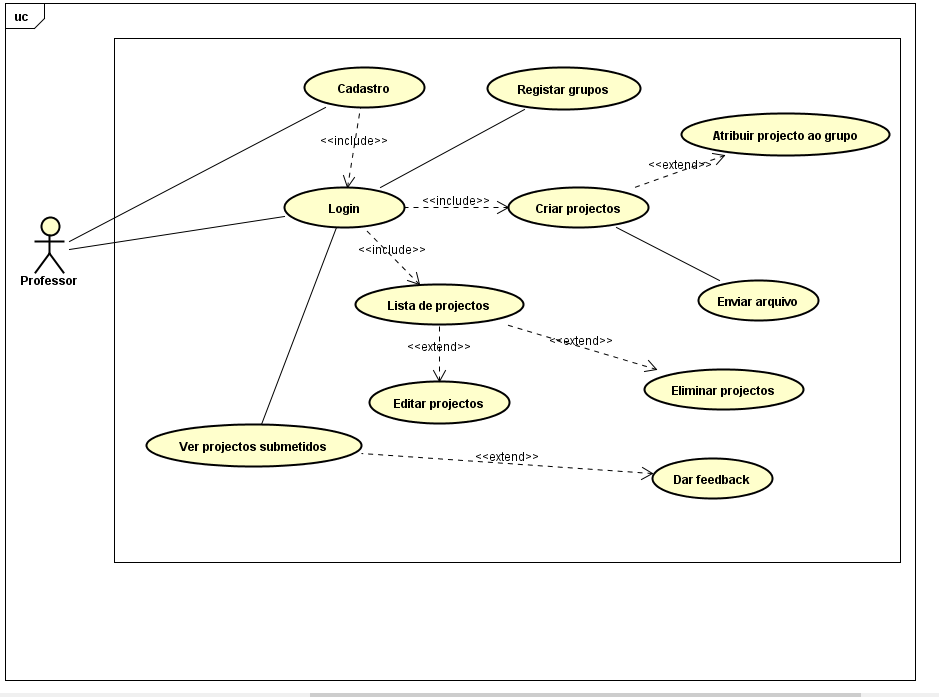 uc
Cadastro
Registar grupos
Atribuir projecto ao grupo
<<include>>
<<extend>>
Login
<<include>>
Criar projectos
Professor
<<include>>
Lista de projectos
Enviar arquivo
<<extend>>
<<extend>>
Editar projectos
Eliminar projectos
Ver projectos submetidos
<<extend>>
Dar feedback